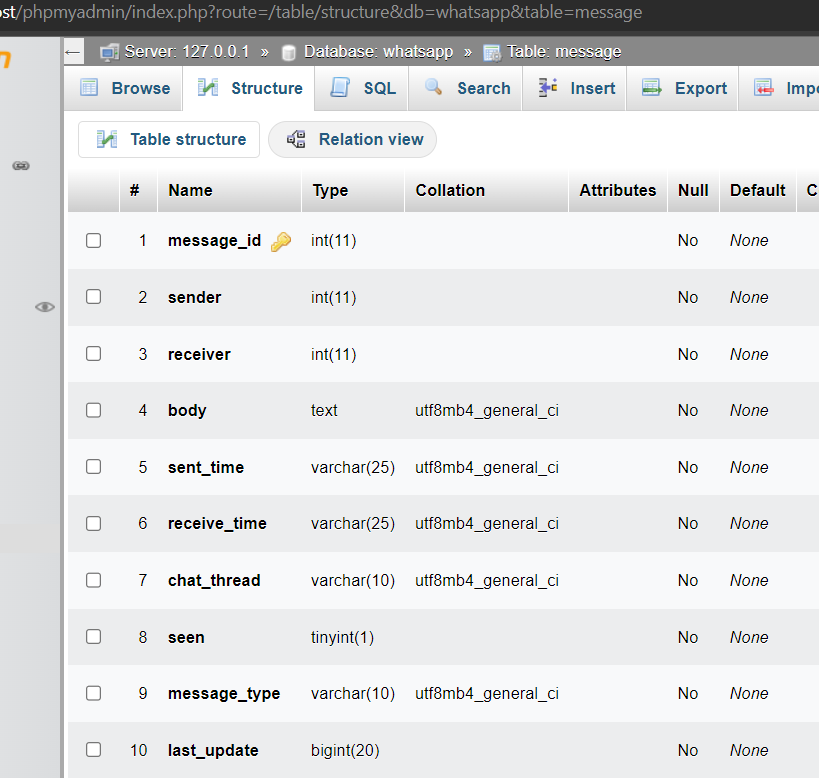 ost/phpmyadmin/index.php?route=/table/structure&db=whatsapp&table=message
Server: 127.0.0.1 » Database: whatsapp » Table: message
Browse Structure SQL Search Insert Export Impo
Table structure Relation view
# Name Type Collation Attributes Null Default C
1 message_id int(11) No None
2 sender int(11) No None
3 receiver int(11) No None
4 body text utf8mb4_general_ci No None
5 sent_time varchar(25) utf8mb4_general_ci No None
6 receive_time varchar(25) utf8mb4_general_ci No None
7 chat_thread varchar(10) utf8mb4_general_ci No None
8 seen tinyint(1) No None
9 message_type varchar(10) utf8mb4_general_ci No None
10 last_update bigint(20) No None